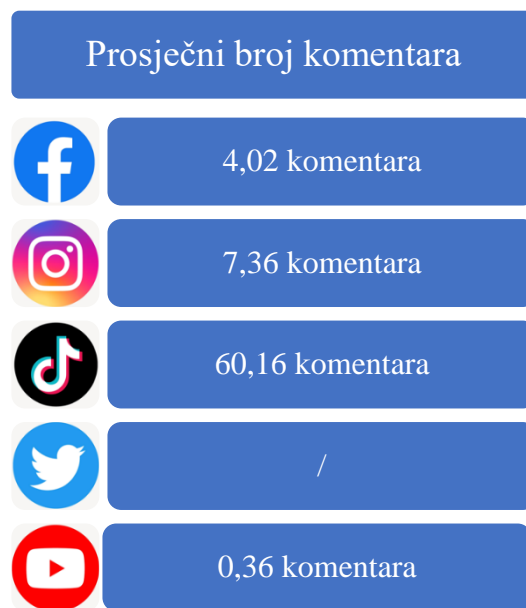 Prosječni broj komentara
4,02 komentara
7,36 komentara
60,16 komentara
/
0,36 komentara